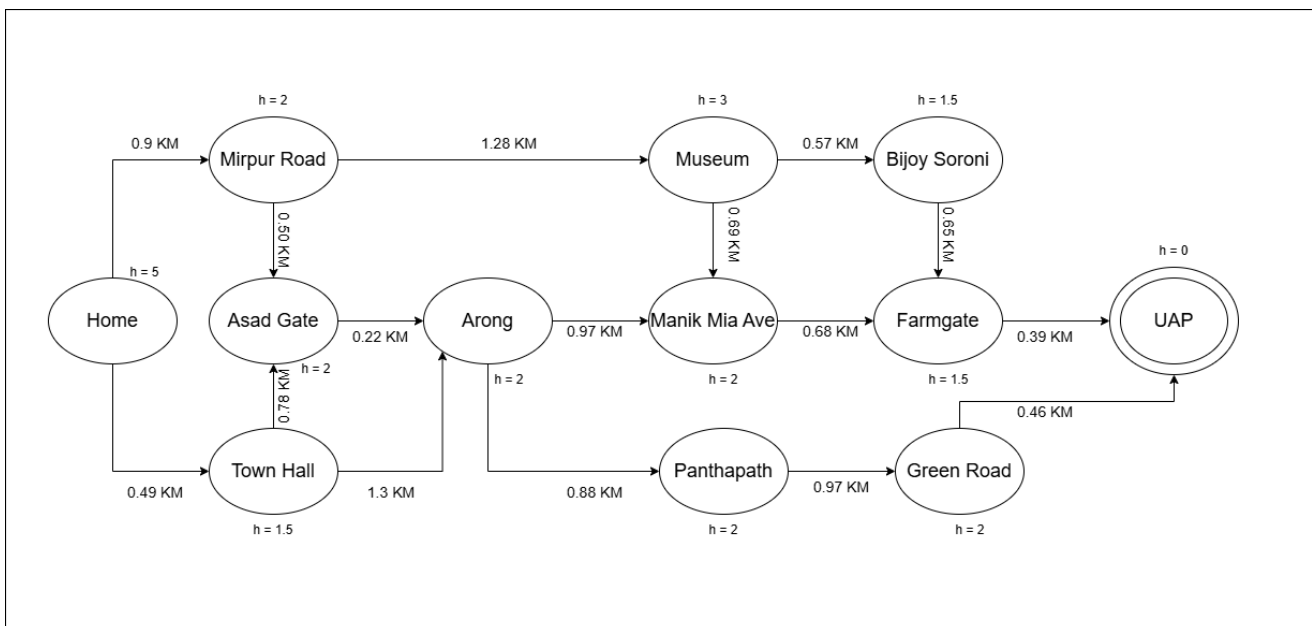 h = 2
h = 3
h = 1.5
0.9 KM
Mirpur Road
1.28 KM
Museum
0.57 KM
Bijoy Soroni
0.50 KM
0.69 KM
0.65 KM
h = 0
h = 5
Home
Asad Gate
0.22 KM
Arong
0.97 KM
Manik Mia Ave
0.68 KM
Farmgate
0.39 KM
UAP
h = 2
h = 2
h = 2
h = 1.5
0.78 KM
0.46 KM
Town Hall
Panthapath
Green Road
0.49 KM
1.3 KM
0.88 KM
0.97 KM
h = 1.5
h = 2
h = 2